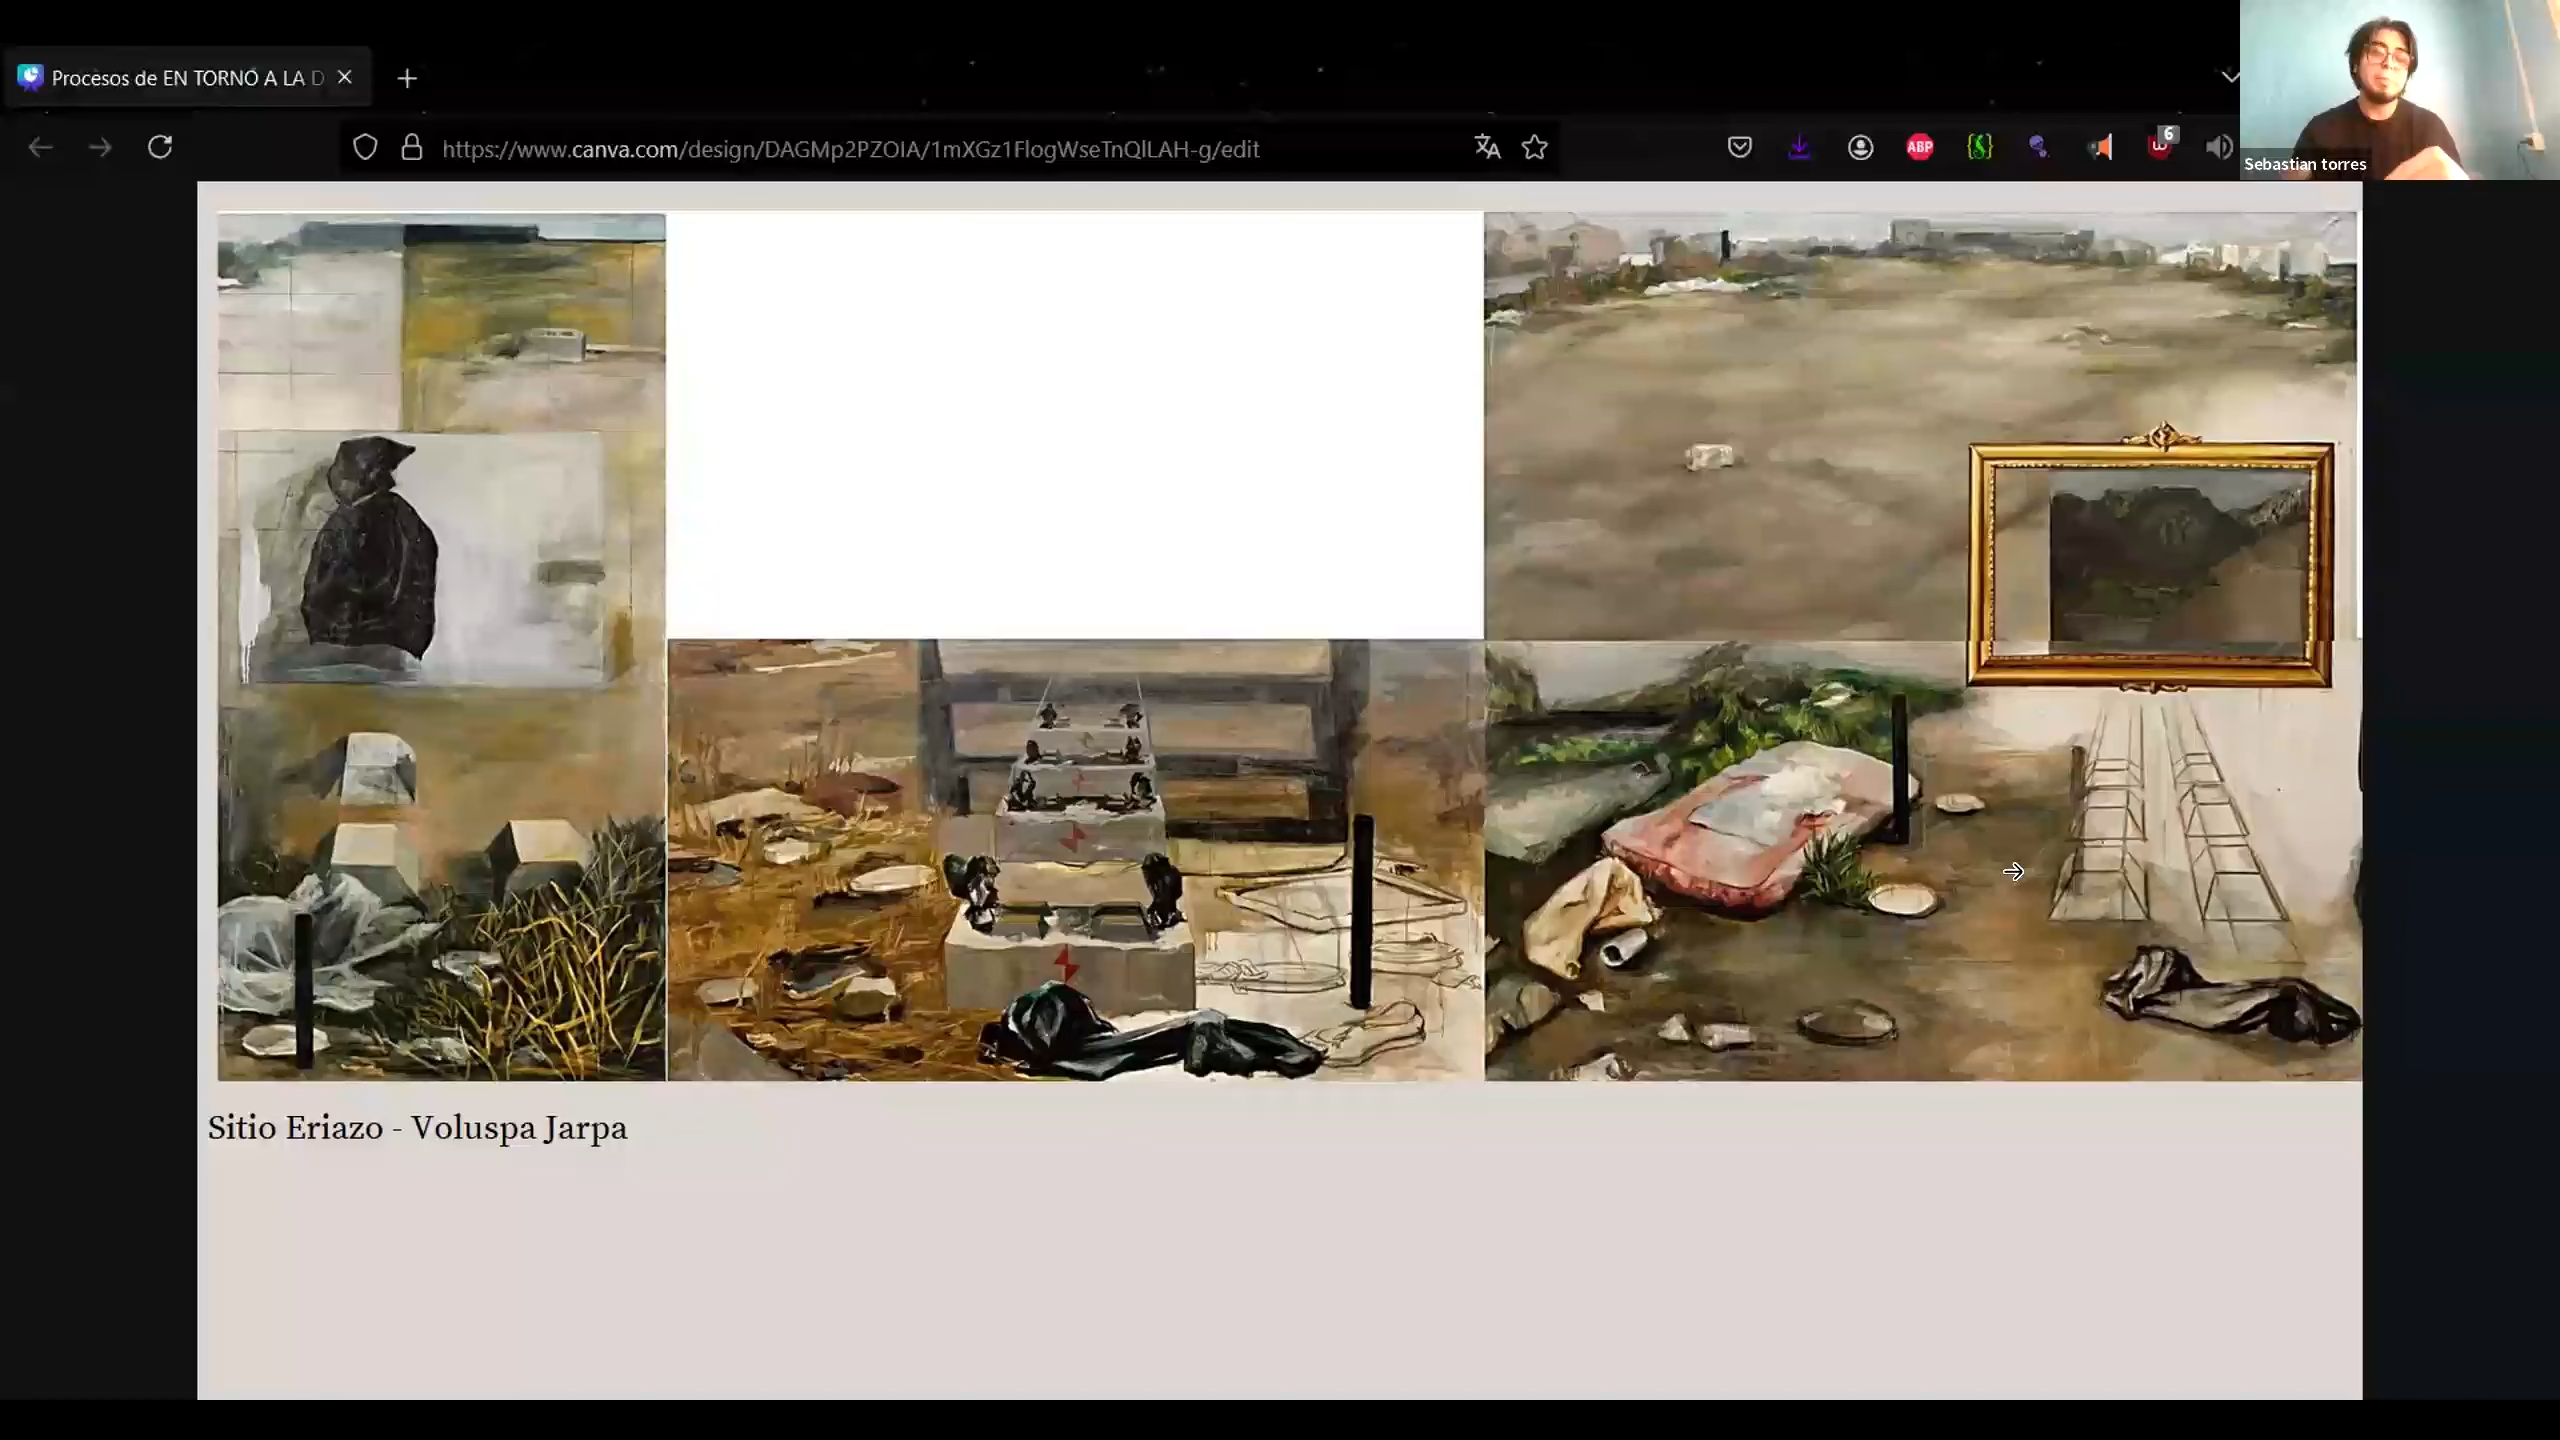 Procesos de EN TORNO A LA D
https://www.canva.com/design/DAGMp2PZOIA/1mXGz1FlogWseTnQlLAH-g/edit
ABP
6
Sebastian torres
Sitio Eriazo - Voluspa Jarpa